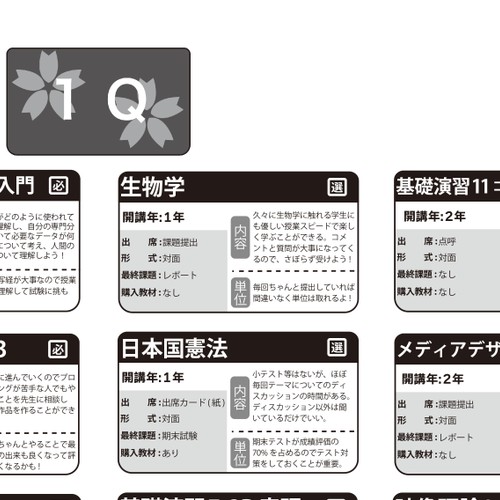 1 Q
入門 必
がどのように使われて
理解し、自分の専門分
いて必要なデータが何
について考え、人間の
ついて理解しよう！
写経が大事なので授業
理解して試験に挑も
生物学 選
開講年:1年
出　席:課題提出
形　式:対面
最終課題:レポート
購入教材:なし
内容
久々に生物学に触れる学生に
も優しい授業スピードで楽し
く学ぶことができる。コメ
ントと質問が大事になってく
るので、さぼらず受けよう！
単位
毎回ちゃんと提出していれば
間違いなく単位は取れるよ！
基礎演習11
開講年:2年
出　席:点呼
形　式:対面
最終課題:なし
購入教材:なし
3 必
に進んでいくのでプロ
ングが苦手な人でもや
ことを先生に相談し
作品を作ることができ
ちゃんとやることで最
の出来も良くなって評
くなるかも！
日本国憲法 選
開講年:1年
出　席:出席カード(紙)
形　式:対面
最終課題:期末試験
購入教材:あり
内容
小テスト等はないが、ほぼ
毎回テーマについてのディ
スカッションの時間がある。
ディスカッション以外は聞
いているだけでいい。
単位
期末テストが成績評価の
70%を占めるのでテスト対
策をしておくことが重要。
メディアデザ
開講年:2年
出　席:課題提出
形　式:対面
最終課題:レポート
購入教材:なし